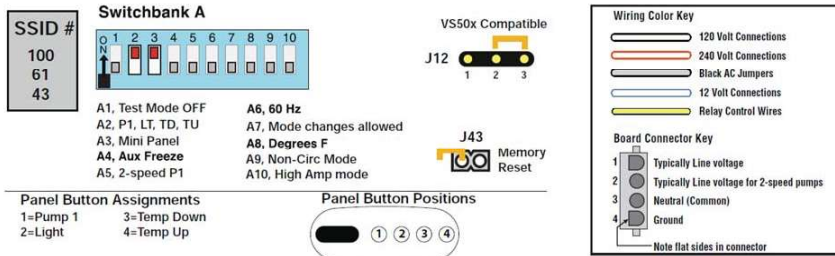 SSID #
100
61
43
Switchbank A
ON
1 2 3 4 5 6 7 8 9 10
A1, Test Mode OFF
A2, P1, LT, TD, TU
A3, Mini Panel
A4, Aux Freeze
A5, 2-speed P1
A6, 60 Hz
A7, Mode changes allowed
A8, Degrees F
A9, Non-Circ Mode
A10, High Amp mode
VS50x Compatible
J12
1 2 3
J43
Memory
Reset
Panel Button Assignments
1=Pump 1 3=Temp Down
2=Light 4=Temp Up
Panel Button Positions
1 2 3 4
Wiring Color Key
120 Volt Connections
240 Volt Connections
Black AC Jumpers
12 Volt Connections
Relay Control Wires
Board Connector Key
1 Typically Line voltage
2 Typically Line voltage for 2-speed pumps
3 Neutral (Common)
4 Ground
Note flat sides in connector